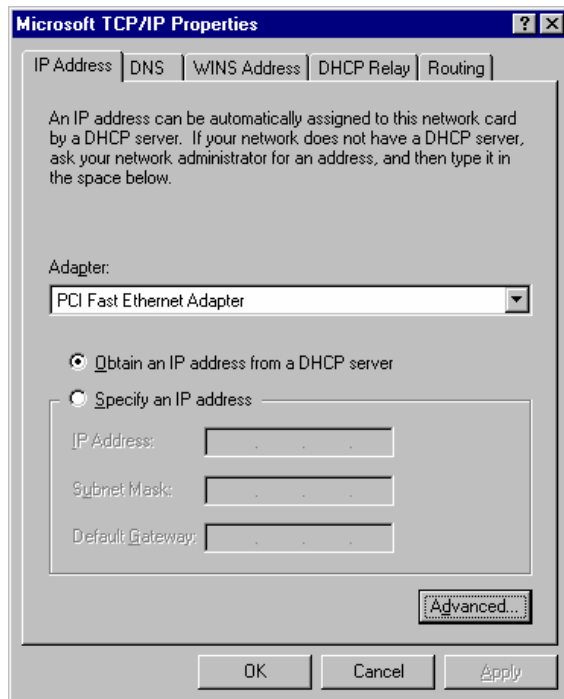 Microsoft TCP/IP Properties
IP Address DNS WINS Address DHCP Relay Routing
An IP address can be automatically assigned to this network card
by a DHCP server. If your network does not have a DHCP server,
ask your network administrator for an address, and then type it in
the space below.
Adapter:
PCI Fast Ethernet Adapter
Obtain an IP address from a DHCP server
Specify an IP address
IP Address:
Subnet Mask:
Default Gateway:
Advanced...
OK Cancel Apply